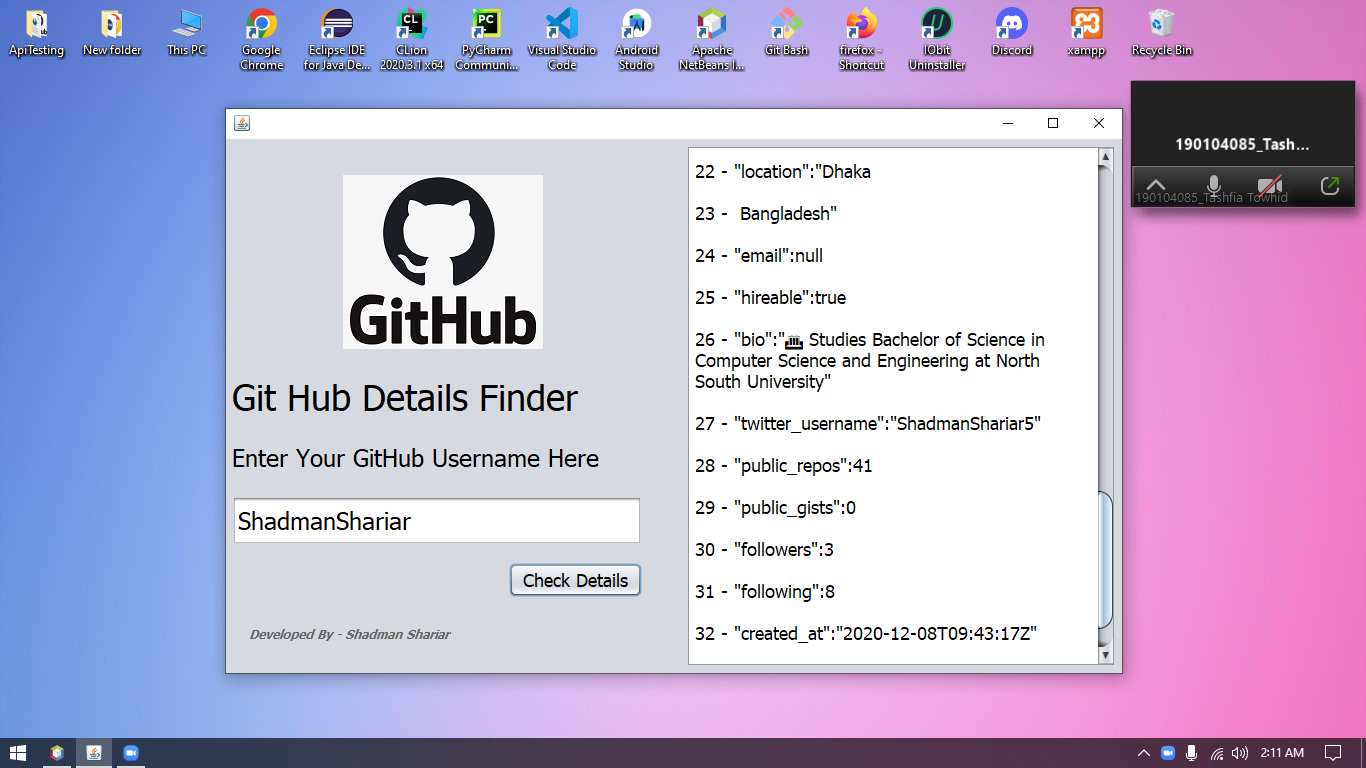 ApiTesting
New folder
This PC
Google
Chrome
Eclipse IDE
for Java De...
CLion
2020.3.1 x64
PyCharm
Communi...
Visual Studio
Code
Android
Studio
Apache
NetBeans I...
Git Bash
firefox -
Shortcut
IObit
Uninstaller
Discord
xampp
Recycle Bin
CL
PC
190104085_Tash...
190104085_Tashfia Towhid
GitHub
Git Hub Details Finder
Enter Your GitHub Username Here
ShadmanShariar
Check Details
Developed By - Shadman Shariar
22 - "location":"Dhaka
23 -  Bangladesh"
24 - "email":null
25 - "hireable":true
26 - "bio":"🏛 Studies Bachelor of Science in
Computer Science and Engineering at North
South University"
27 - "twitter_username":"ShadmanShariar5"
28 - "public_repos":41
29 - "public_gists":0
30 - "followers":3
31 - "following":8
32 - "created_at":"2020-12-08T09:43:17Z"
2:11 AM